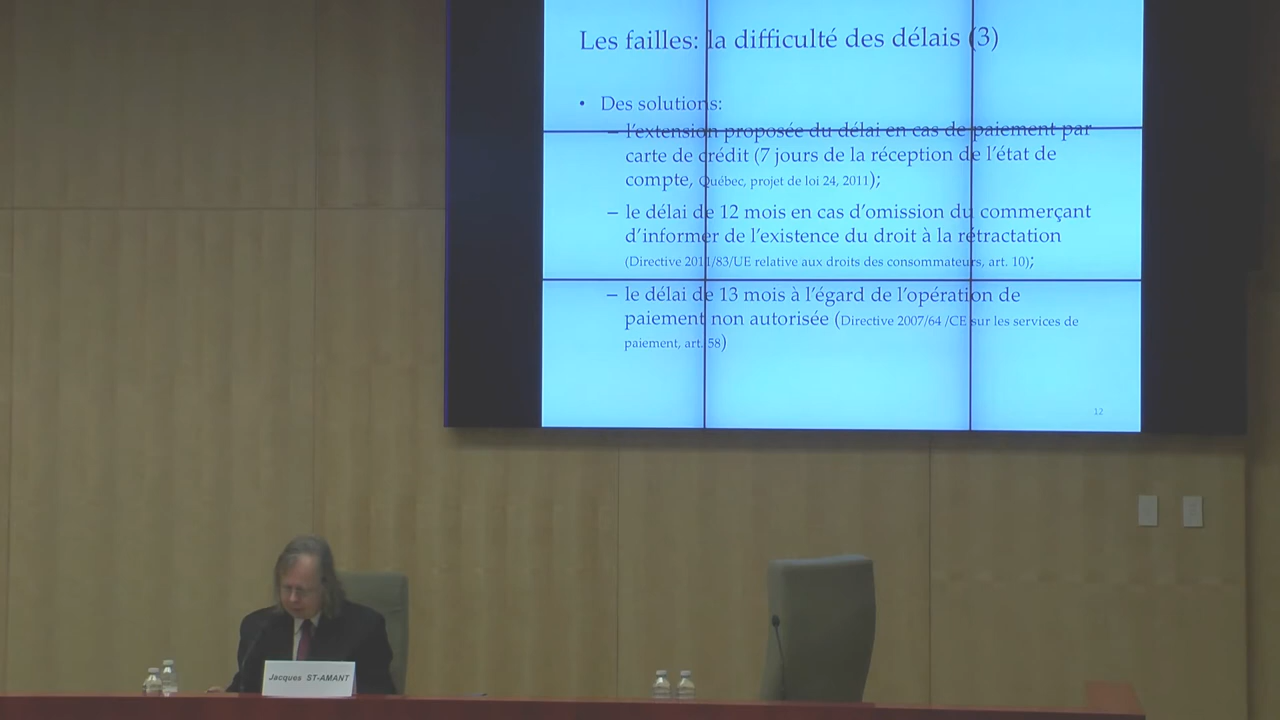 Les failles: la difficulté des délais (3)
• Des solutions:
– l'extension proposée du délai en cas de paiement par
carte de crédit (7 jours de la réception de l'état de
compte, Québec, projet de loi 24, 2011);
– le délai de 12 mois en cas d'omission du commerçant
d'informer de l'existence du droit à la rétractation
(Directive 2011/83/UE relative aux droits des consommateurs, art. 10);
– le délai de 13 mois à l'égard de l'opération de
paiement non autorisée (Directive 2007/64 /CE sur les services de
paiement, art. 58)
12
Jacques ST-AMANT